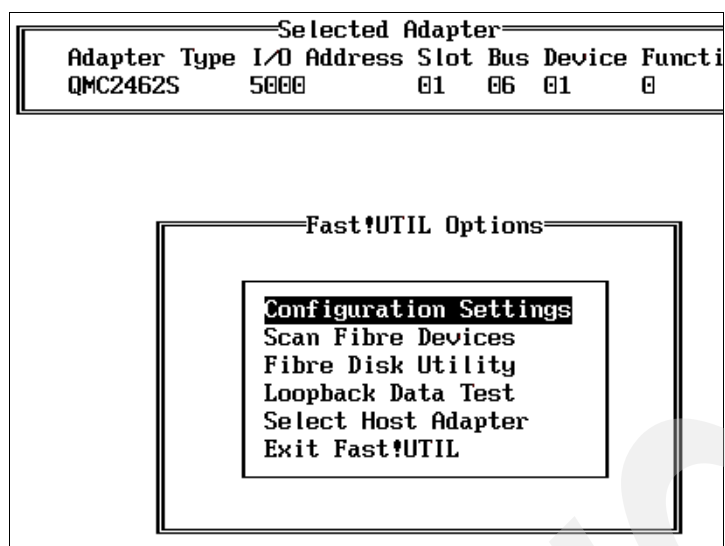 Selected Adapter
Adapter Type I/O Address Slot Bus Device Functi
QMC2462S 5000 01 06 01 0
Fast!UTIL Options
Configuration Settings
Scan Fibre Devices
Fibre Disk Utility
Loopback Data Test
Select Host Adapter
Exit Fast!UTIL